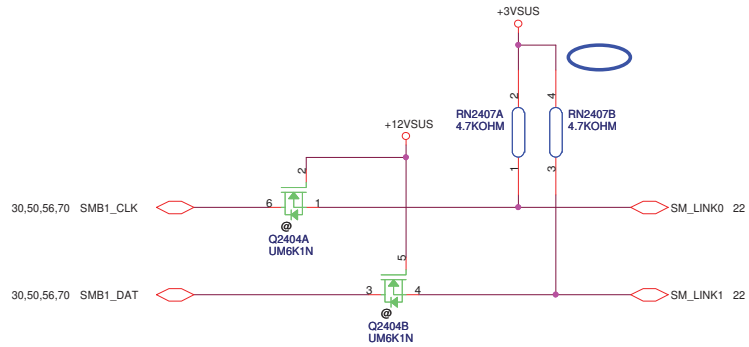 +3VSUS
2
4
RN2407A
4.7KOHM
RN2407B
4.7KOHM
+12VSUS
1
3
2
30,50,56,70 SMB1_CLK
6
1
SM_LINK0 22
@
Q2404A
UM6K1N
5
30,50,56,70 SMB1_DAT
3
4
SM_LINK1 22
@
Q2404B
UM6K1N